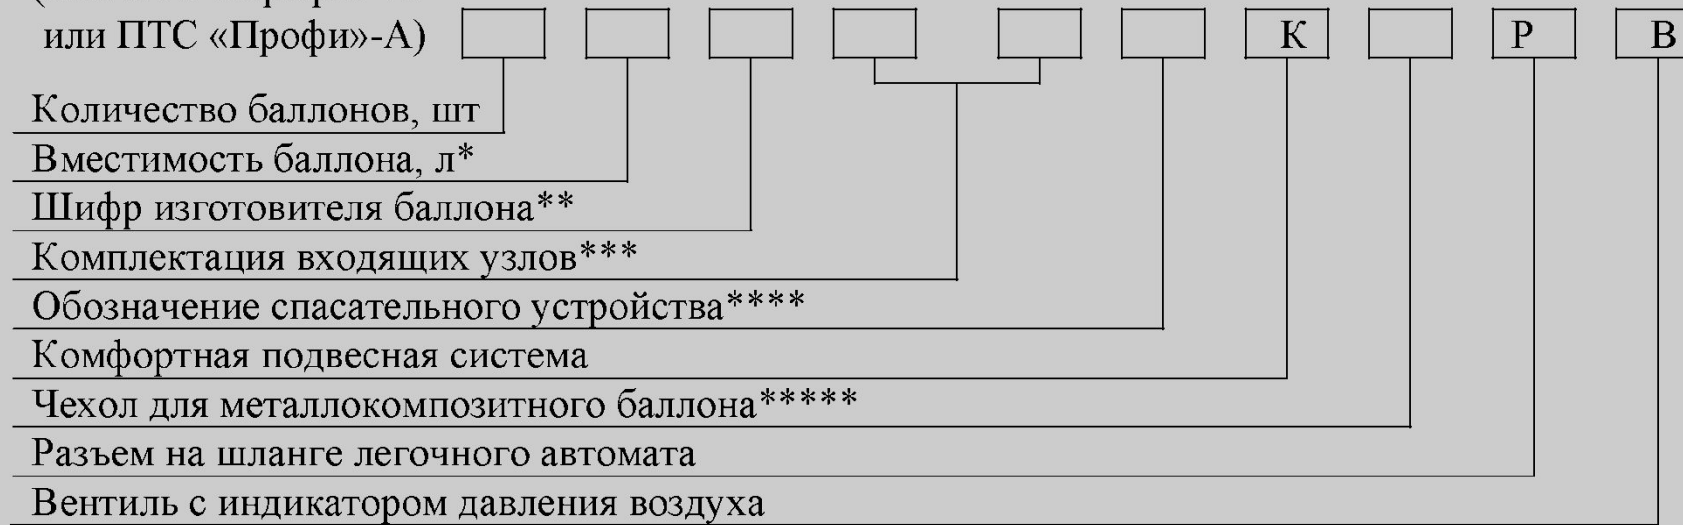 или ПТС «Профи»-А) К Р В
Количество баллонов, шт
Вместимость баллона, л*
Шифр изготовителя баллона**
Комплектация входящих узлов***
Обозначение спасательного устройства****
Комфортная подвесная система
Чехол для металлокомпозитного баллона*****
Разъем на шланге легочного автомата
Вентиль с индикатором давления воздуха